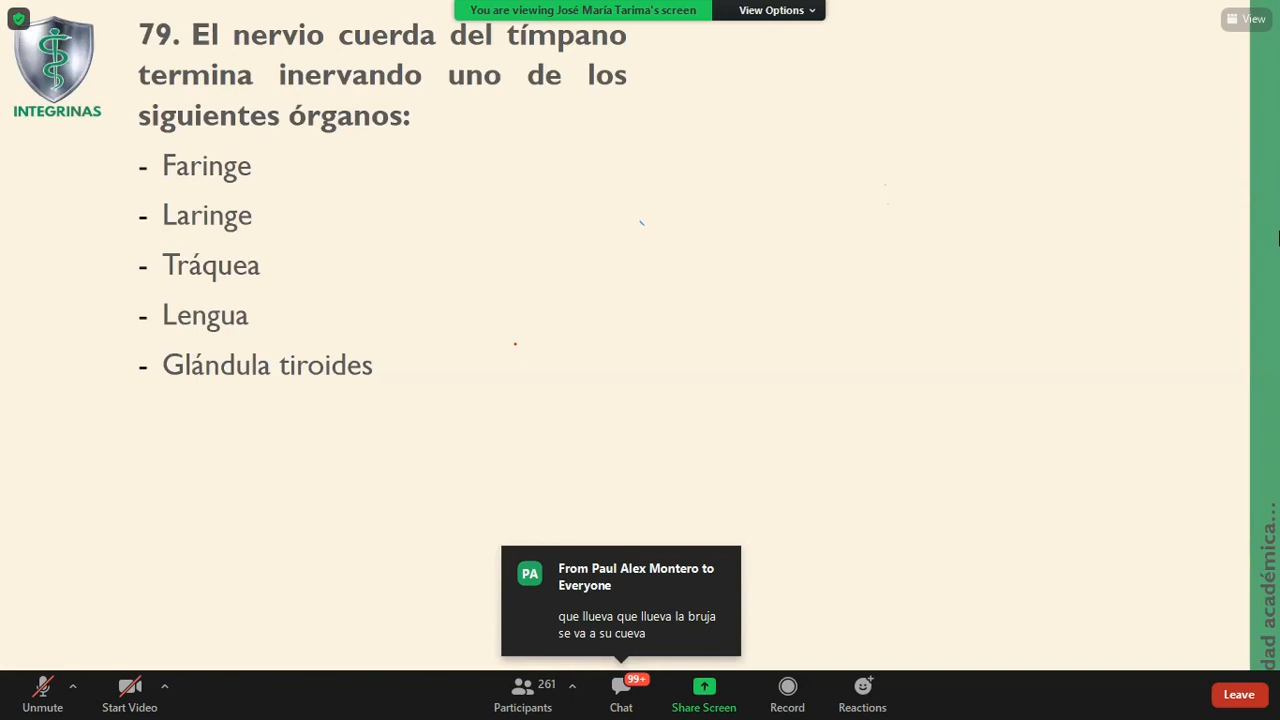 You are viewing José María Tarima's screen
View Options
View
INTEGRINAS
79. El nervio cuerda del tímpano
termina inervando uno de los
siguientes órganos:
- Faringe
- Laringe
- Tráquea
- Lengua
- Glándula tiroides
dad académica...
PA
From Paul Alex Montero to
Everyone
que llueva que llueva la bruja
se va a su cueva
Unmute
Start Video
261
Participants
99+
Chat
Share Screen
Record
Reactions
Leave